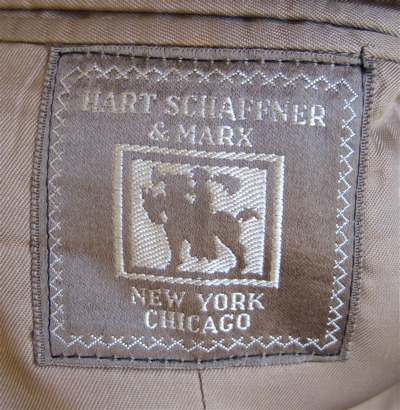 HART SCHAFFNER
& MARX
NEW YORK
CHICAGO